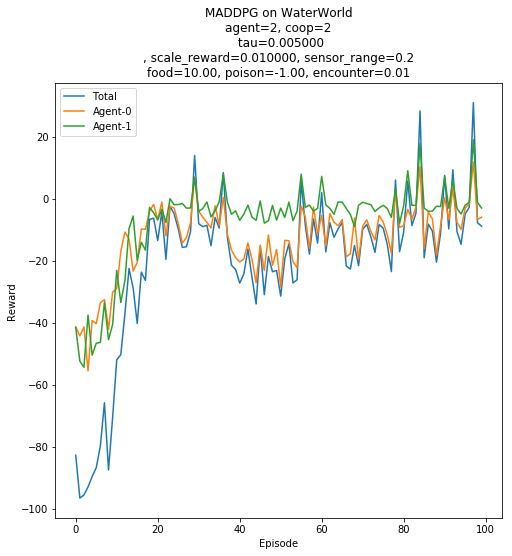 MADDPG on WaterWorld
agent=2, coop=2
tau=0.005000
, scale_reward=0.010000, sensor_range=0.2
food=10.00, poison=-1.00, encounter=0.01
Total
Agent-0
Agent-1
20
0
−20
−40
−60
−80
−100
Reward
0 20 40 60 80 100
Episode